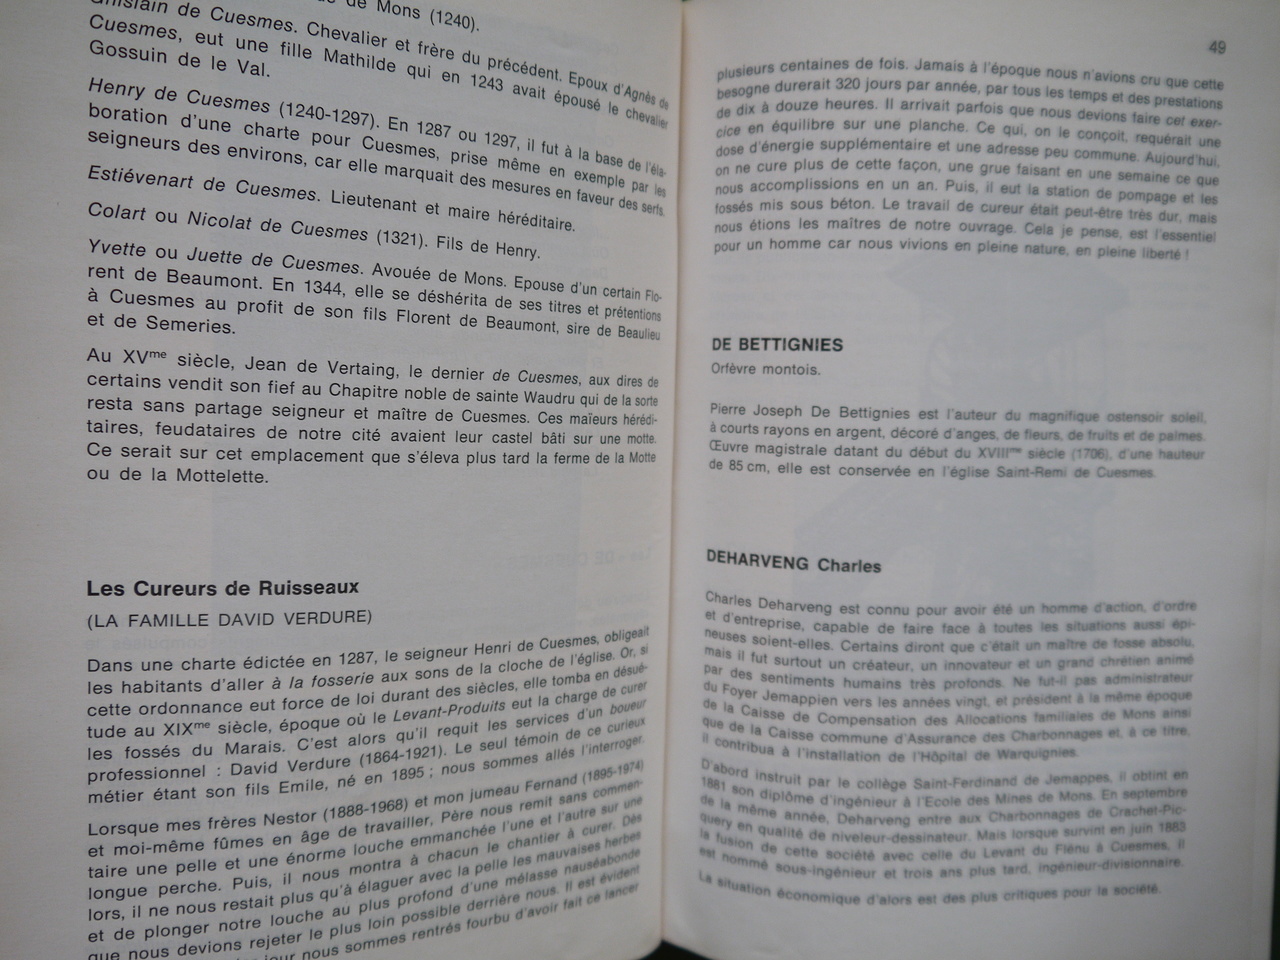 de Mons (1240).
Ghislain de Cuesmes. Chevalier et frère du précédent. Epoux d'Agnès de
Cuesmes, eut une fille Mathilde qui en 1243 avait épousé le chevalier
Gossuin de le Val.
Henry de Cuesmes (1240-1297). En 1287 ou 1297, il fut à la base de l'éla-
boration d'une charte pour Cuesmes, prise même en exemple par les
seigneurs des environs, car elle marquait des mesures en faveur des serfs.
Estiévenart de Cuesmes. Lieutenant et maire héréditaire.
Colart ou Nicolat de Cuesmes (1321). Fils de Henry.
Yvette ou Juette de Cuesmes. Avouée de Mons. Epouse d'un certain Flo-
rent de Beaumont. En 1344, elle se déshérita de ses titres et prétentions
à Cuesmes au profit de son fils Florent de Beaumont, sire de Beaulieu
et de Semeries.
Au XVme siècle, Jean de Vertaing, le dernier de Cuesmes, aux dires de
certains vendit son fief au Chapitre noble de sainte Waudru qui de la sorte
resta sans partage seigneur et maître de Cuesmes. Ces maïeurs hérédi-
taires, feudataires de notre cité avaient leur castel bâti sur une motte.
Ce serait sur cet emplacement que s'éleva plus tard la ferme de la Motte
ou de la Mottelette.
Les Cureurs de Ruisseaux
(LA FAMILLE DAVID VERDURE)
Dans une charte édictée en 1287, le seigneur Henri de Cuesmes, obligeait
les habitants d'aller à la fosserie aux sons de la cloche de l'église. Or, si
cette ordonnance eut force de loi durant des siècles, elle tomba en désué-
tude au XIXme siècle, époque où le Levant-Produits eut la charge de curer
les fossés du Marais. C'est alors qu'il requit les services d'un boueur
professionnel : David Verdure (1864-1921). Le seul témoin de ce curieux
métier étant son fils Emile, né en 1895 ; nous sommes allés l'interroger.
Lorsque mes frères Nestor (1888-1968) et mon jumeau Fernand (1895-1974)
et moi-même fûmes en âge de travailler, Père nous remit sans commen-
taire une pelle et une énorme louche emmanchée l'une et l'autre sur une
longue perche. Puis, il nous montra à chacun le chantier à curer. Dès
lors, il ne nous restait plus qu'à élaguer avec la pelle les mauvaises herbes
et de plonger notre louche au plus profond d'une mélasse nauséabonde
que nous devions rejeter le plus loin possible derrière nous. Il est évident
jour nous sommes rentrés fourbu d'avoir fait ce lancer
49
plusieurs centaines de fois. Jamais à l'époque nous n'avions cru que cette
besogne durerait 320 jours par année, par tous les temps et des prestations
de dix à douze heures. Il arrivait parfois que nous devions faire cet exer-
cice en équilibre sur une planche. Ce qui, on le conçoit, requérait une
dose d'énergie supplémentaire et une adresse peu commune. Aujourd'hui,
on ne cure plus de cette façon, une grue faisant en une semaine ce que
nous accomplissions en un an. Puis, il eut la station de pompage et les
fossés mis sous béton. Le travail de cureur était peut-être très dur, mais
nous étions les maîtres de notre ouvrage. Cela je pense, est l'essentiel
pour un homme car nous vivions en pleine nature, en pleine liberté !
DE BETTIGNIES
Orfèvre montois.
Pierre Joseph De Bettignies est l'auteur du magnifique ostensoir soleil,
à courts rayons en argent, décoré d'anges, de fleurs, de fruits et de palmes.
Œuvre magistrale datant du début du XVIIIme siècle (1706), d'une hauteur
de 85 cm, elle est conservée en l'église Saint-Remi de Cuesmes.
DEHARVENG Charles
Charles Deharveng est connu pour avoir été un homme d'action, d'ordre
et d'entreprise, capable de faire face à toutes les situations aussi épi-
neuses soient-elles. Certains diront que c'était un maître de fosse absolu,
mais il fut surtout un créateur, un innovateur et un grand chrétien animé
par des sentiments humains très profonds. Ne fut-il pas administrateur
du Foyer Jemappien vers les années vingt, et président à la même époque
de la Caisse de Compensation des Allocations familiales de Mons ainsi
que de la Caisse commune d'Assurance des Charbonnages et, à ce titre,
il contribua à l'installation de l'Hôpital de Warquignies.
D'abord instruit par le collège Saint-Ferdinand de Jemappes, il obtint en
1881 son diplôme d'ingénieur à l'Ecole des Mines de Mons. En septembre
de la même année, Deharveng entre aux Charbonnages de Crachet-Pic-
query en qualité de niveleur-dessinateur. Mais lorsque survint en juin 1883
la fusion de cette société avec celle du Levant du Flénu à Cuesmes, il
est nommé sous-ingénieur et trois ans plus tard, ingénieur-divisionnaire.
La situation économique d'alors est des plus critiques pour la société.